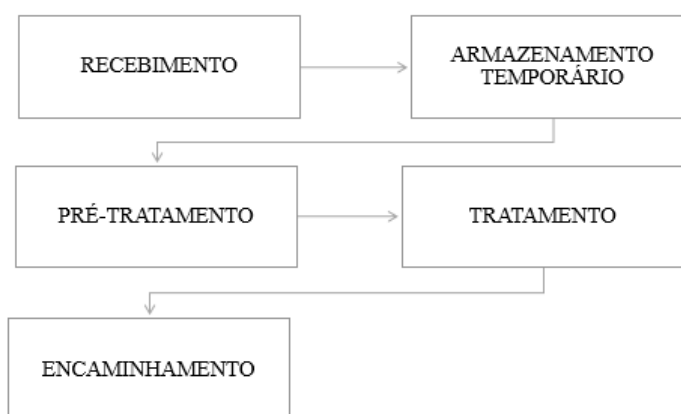 RECEBIMENTO
ARMAZENAMENTO
TEMPORÁRIO
PRÉ-TRATAMENTO
TRATAMENTO
ENCAMINHAMENTO